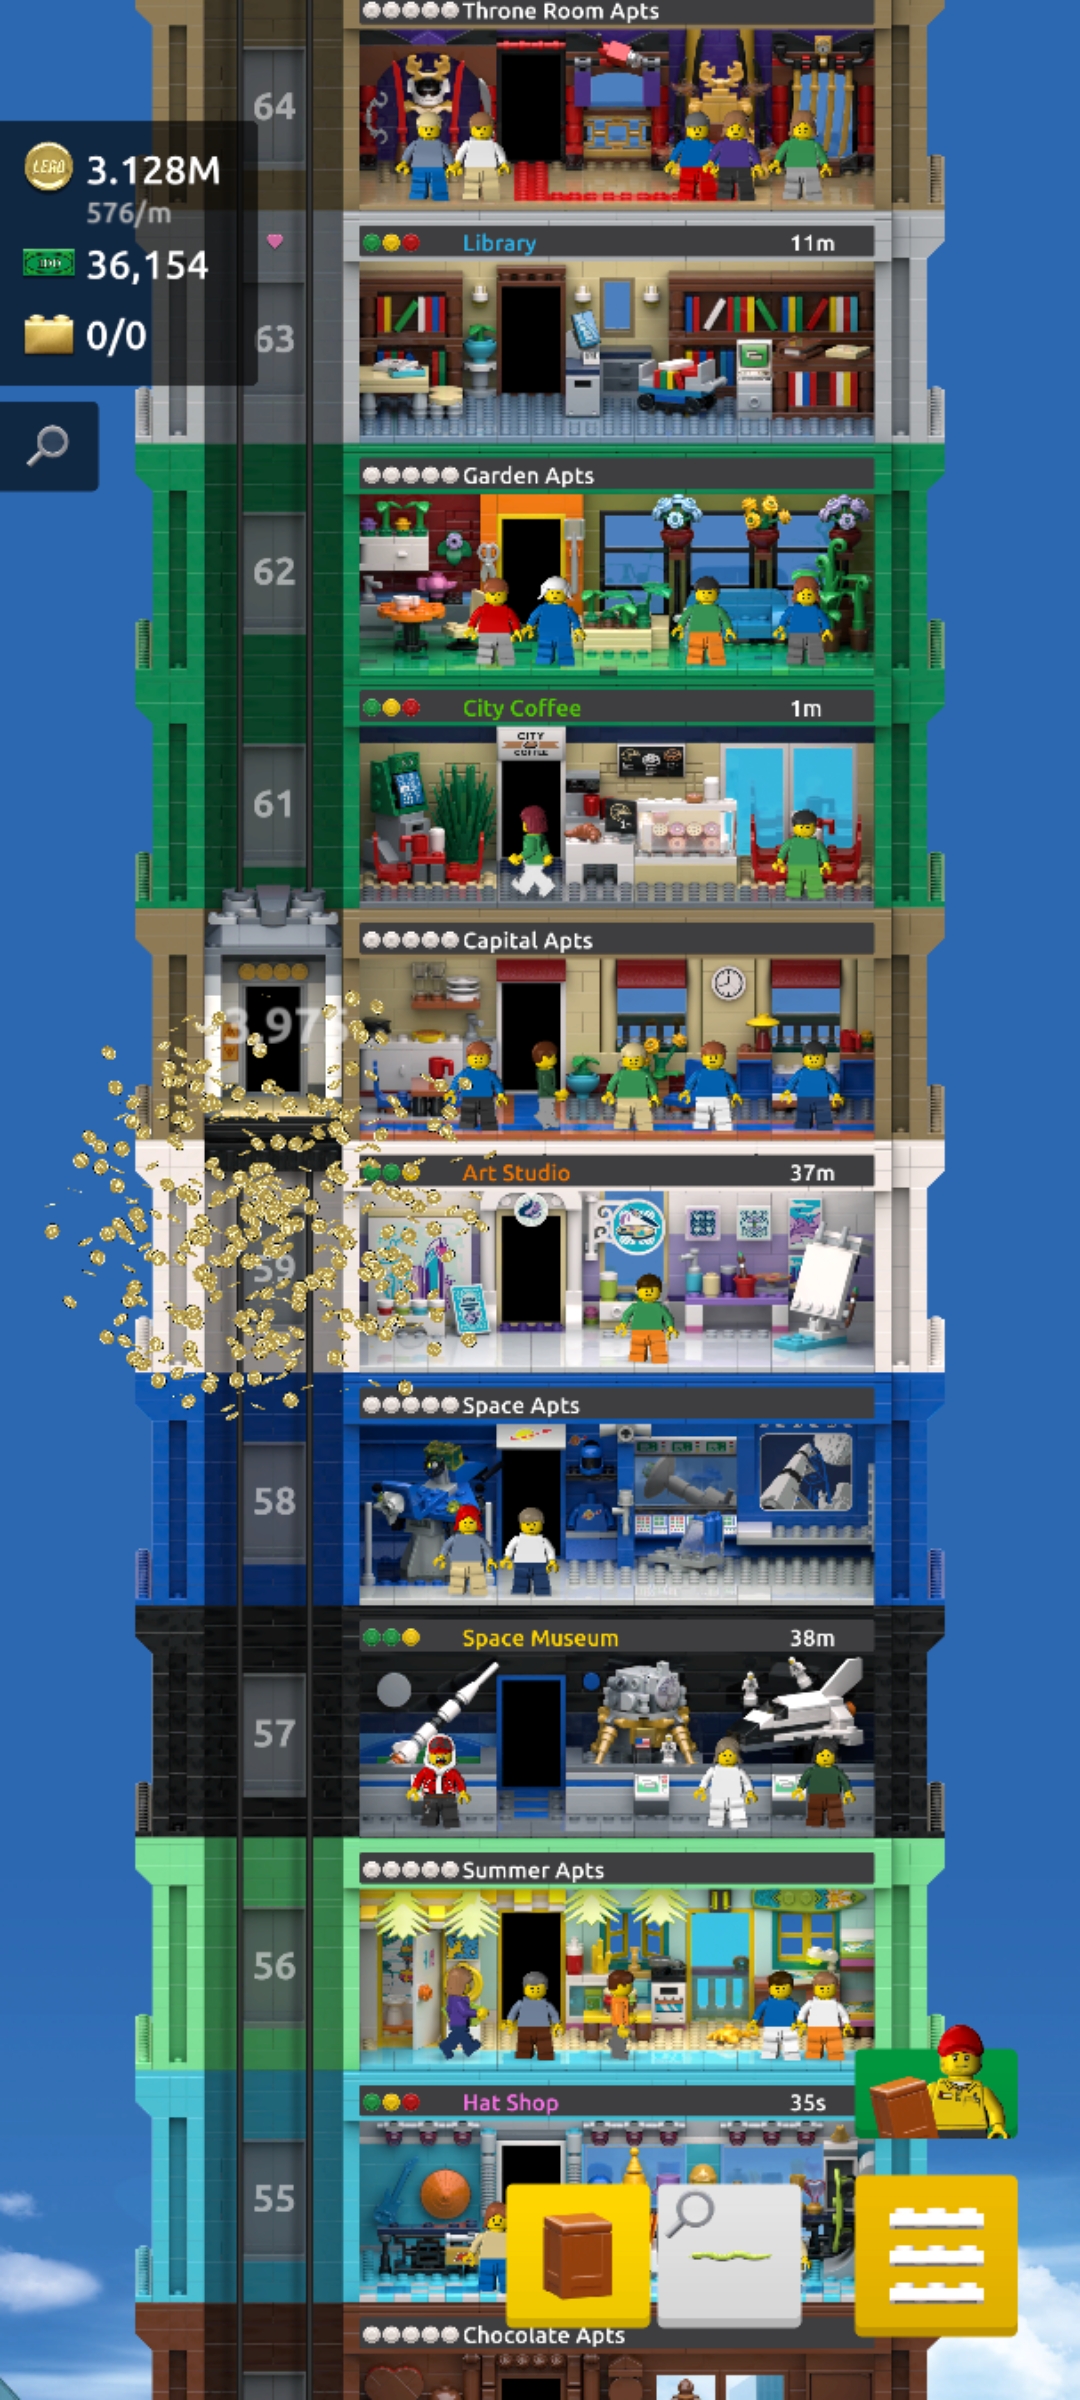 Throne Room Apts
64
LEGO
3.128M
576/m
36,154
0/0
Library 11m
63
Garden Apts
62
City Coffee 1m
CITY
COFFEE
61
Capital Apts
Art Studio 37m
59
Space Apts
58
Space Museum 38m
57
Summer Apts
56
Hat Shop 35s
55
Chocolate Apts